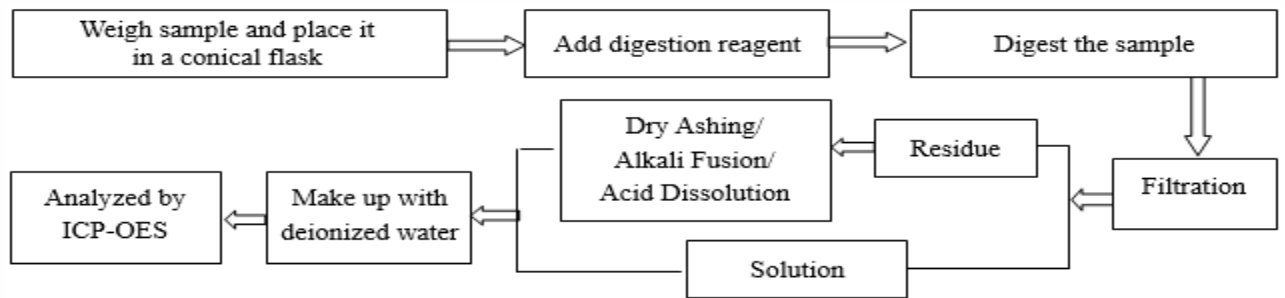 Weigh sample and place it
in a conical flask
Add digestion reagent
Digest the sample
Filtration
Residue
Dry Ashing/
Alkali Fusion/
Acid Dissolution
Solution
Make up with
deionized water
Analyzed by
ICP-OES